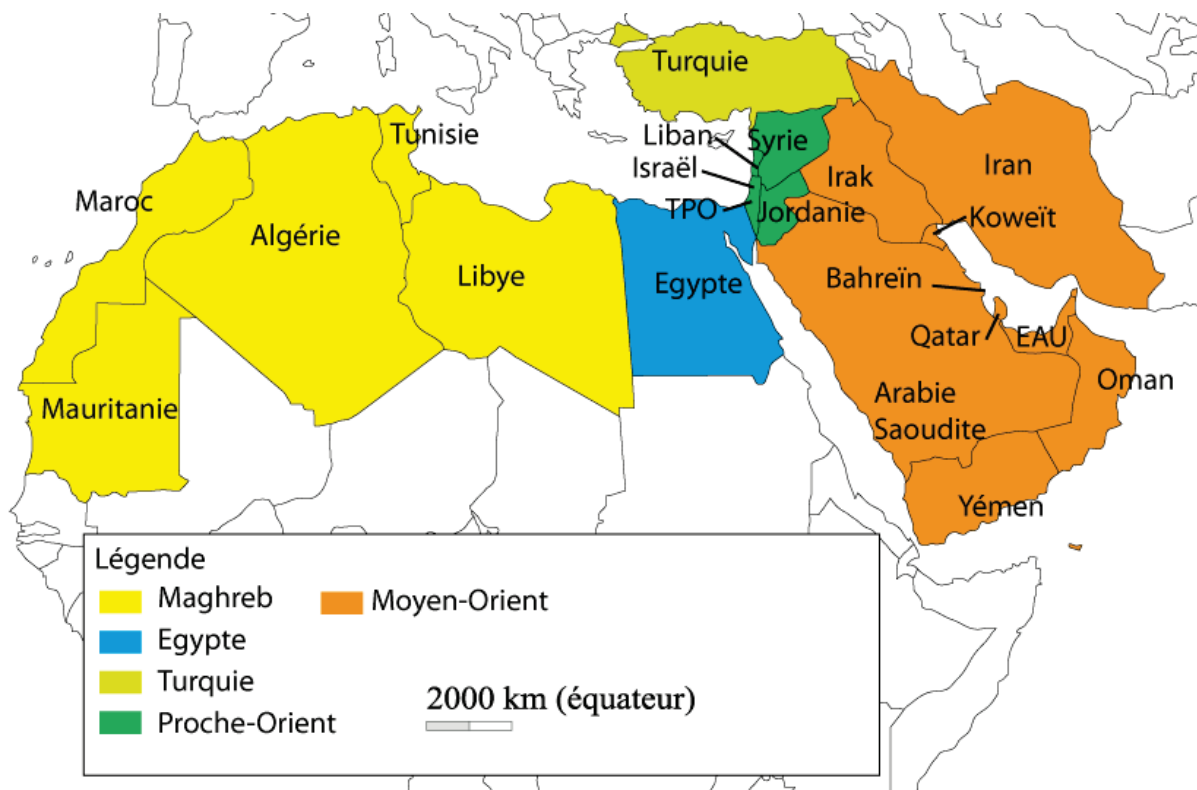 Turquie
Tunisie
Liban
Syrie
Israël
Iran
Irak
Maroc
TPO
Jordanie
Koweït
Algérie
Libye
Egypte
Bahreïn
Qatar
EAU
Oman
Arabie
Saoudite
Mauritanie
Yémen
Légende
Maghreb
Moyen-Orient
Egypte
Turquie
2000 km (équateur)
Proche-Orient